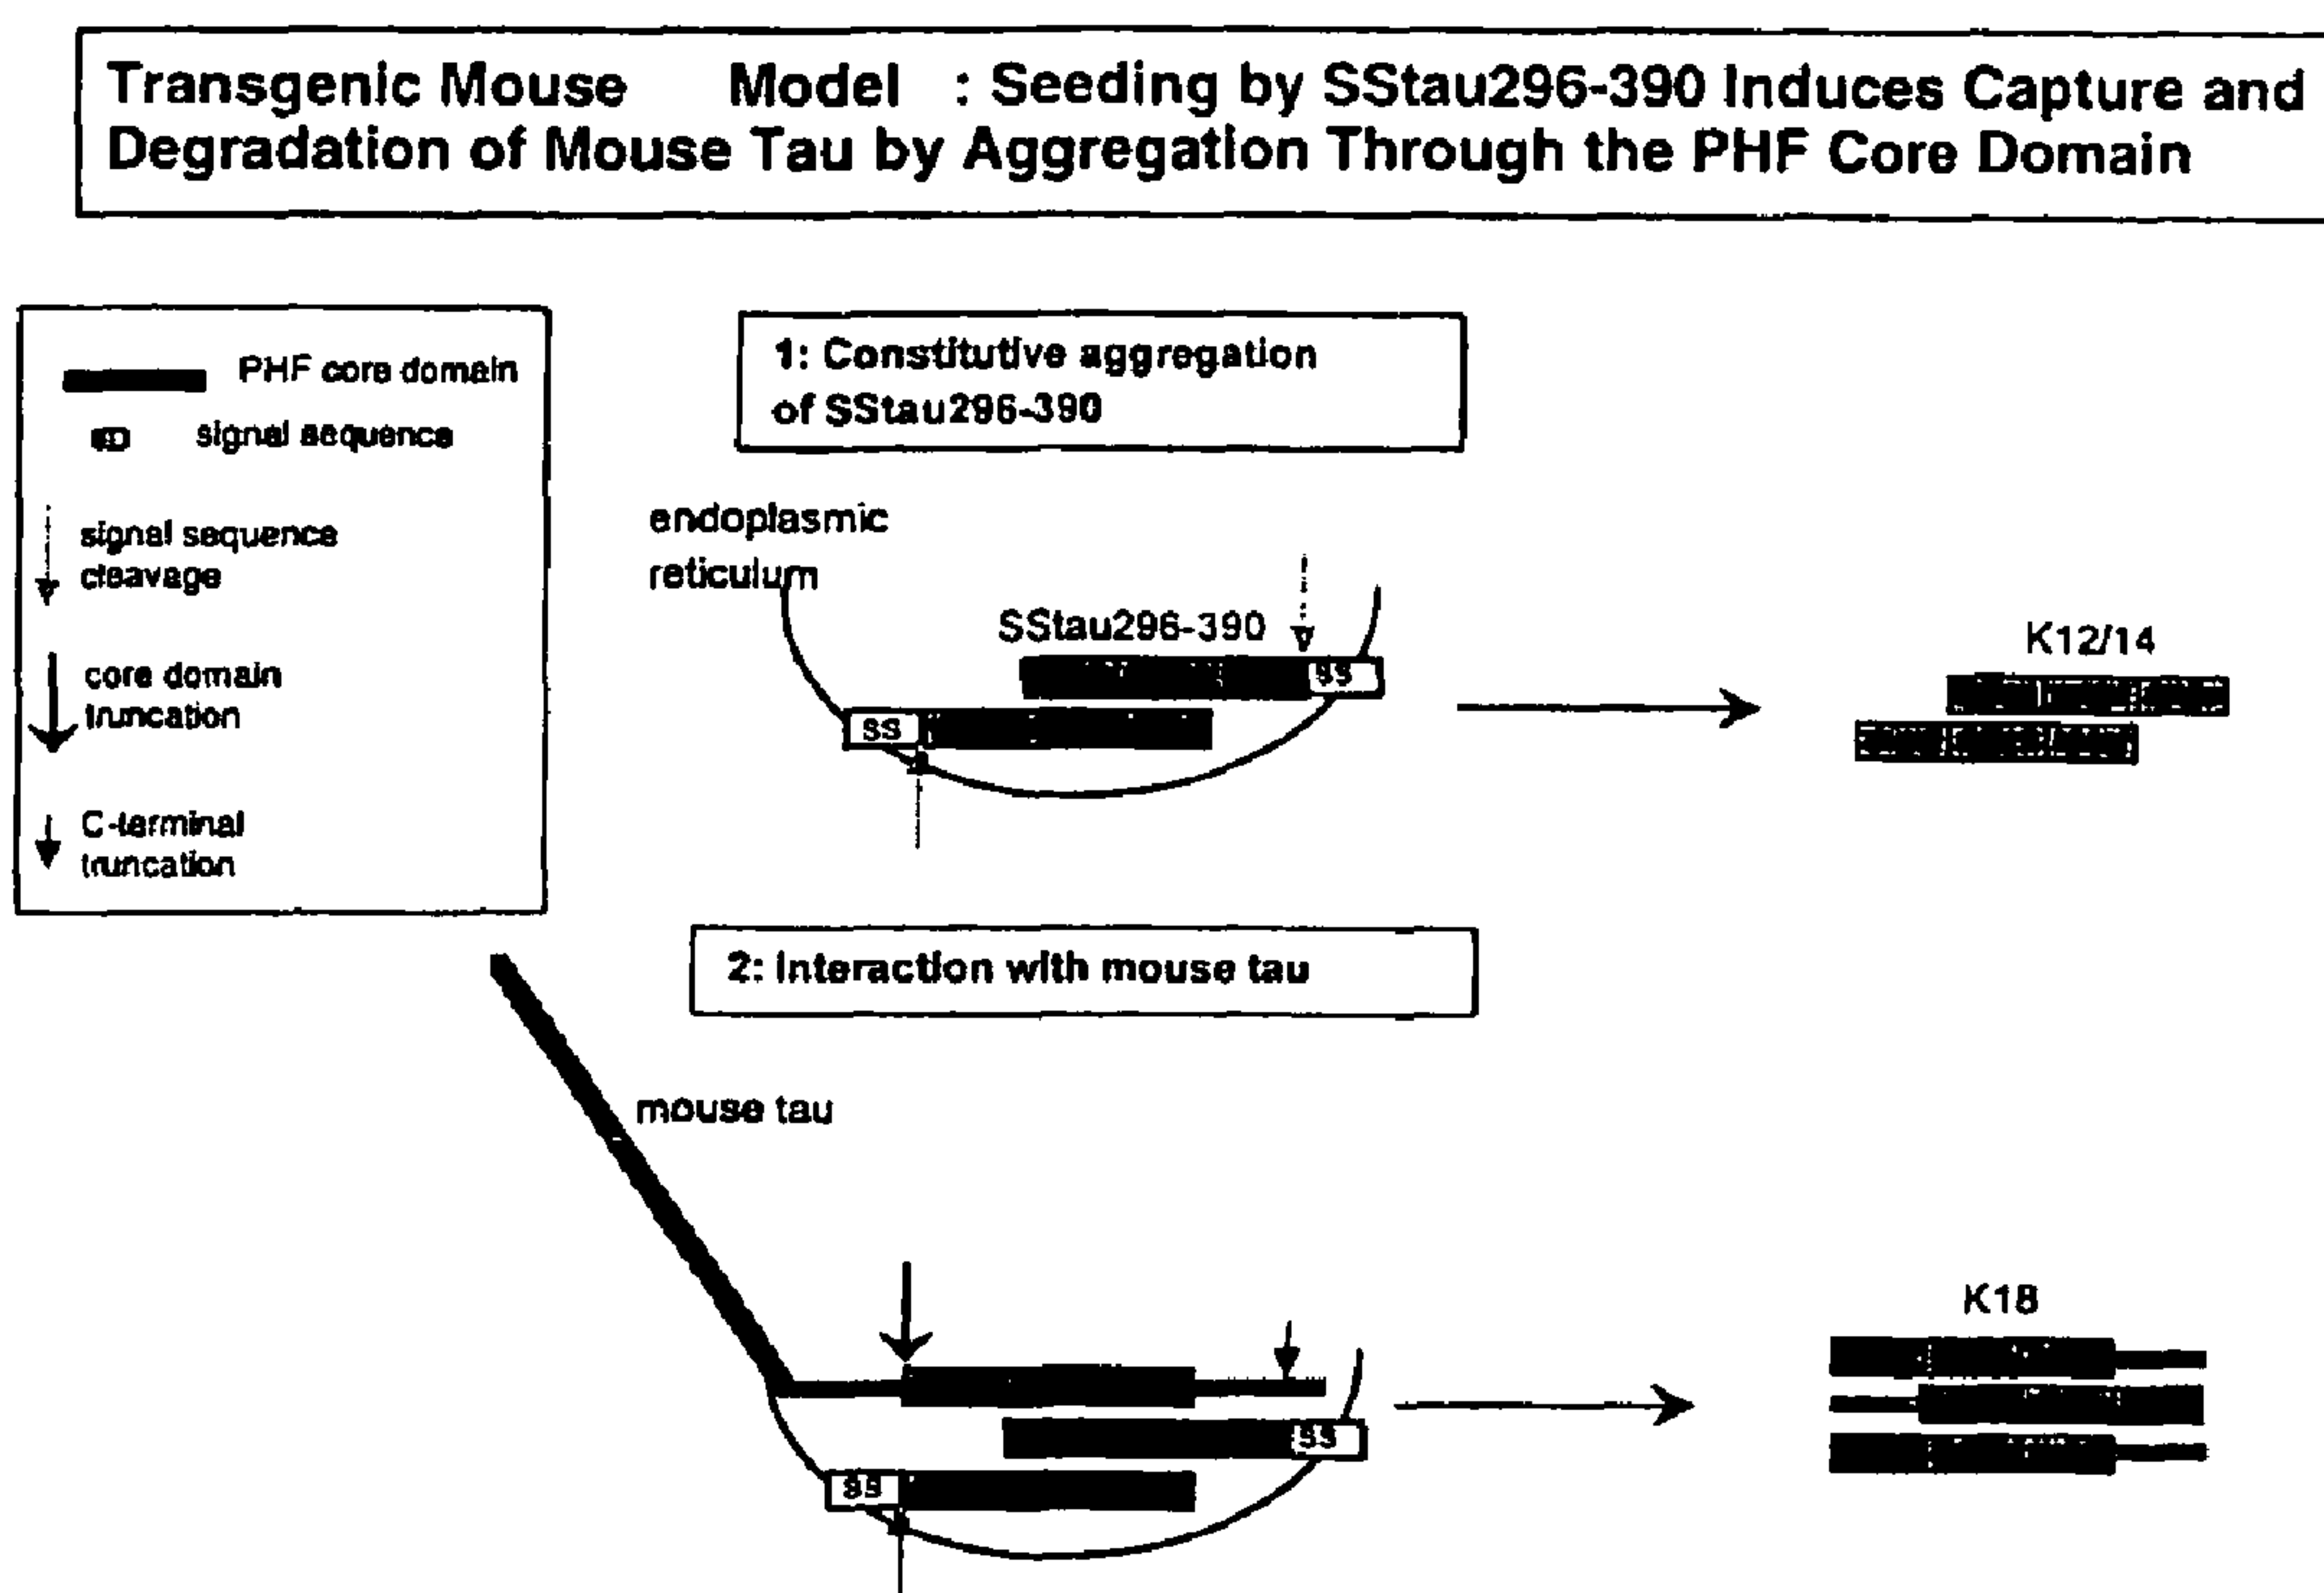 Transgenic Mouse Model : Seeding by SStau296-390 Induces Capture and
Degradation of Mouse Tau by Aggregation Through the PHF Core Domain
PHF core domain
signal sequence
signal sequence
cleavage
core domain
truncation
C-terminal
truncation
1: Constitutive aggregation
of SStau296-390
endoplasmic
reticulum
SStau296-390
SS
SS
K12/14
2: Interaction with mouse tau
mouse tau
K18
SS
SS